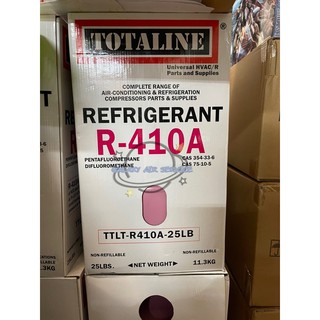 TOTALINE®
Universal HVAC/R
Parts and Supplies
COMPLETE RANGE OF
AIR-CONDITIONING & REFRIGERATION
COMPRESSORS PARTS & SUPPLIES
REFRIGERANT
R-410A
PENTAFLUOROETHANE CAS 354-33-6
DIFLUOROMETHANE CAS 75-10-5
TTLT-R410A-25LB
NON-REFILLABLE NON-REFILLABLE
25LBS. NET WEIGHT 11.3KG